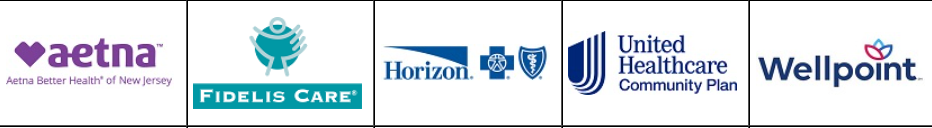 aetna™
Aetna Better Health® of New Jersey
FIDELIS CARE®
Horizon®
United
Healthcare
Community Plan
Wellpoint